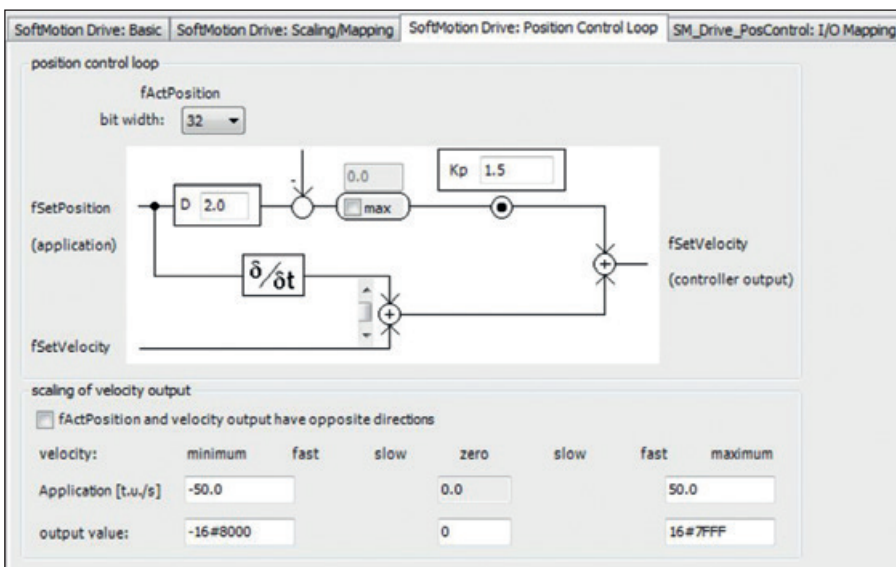 SoftMotion Drive: Basic SoftMotion Drive: Scaling/Mapping SoftMotion Drive: Position Control Loop SM_Drive_PosControl: I/O Mapping
position control loop
fActPosition
bit width: 32
-
0.0
Kp 1.5
fSetPosition
D 2.0
max
(application)
fSetVelocity
δ/δt
+
(controller output)
+
fSetVelocity
scaling of velocity output
fActPosition and velocity output have opposite directions
velocity: minimum fast slow zero slow fast maximum
Application [t.u./s] -50.0 0.0 50.0
output value: -16#8000 0 16#7FFF